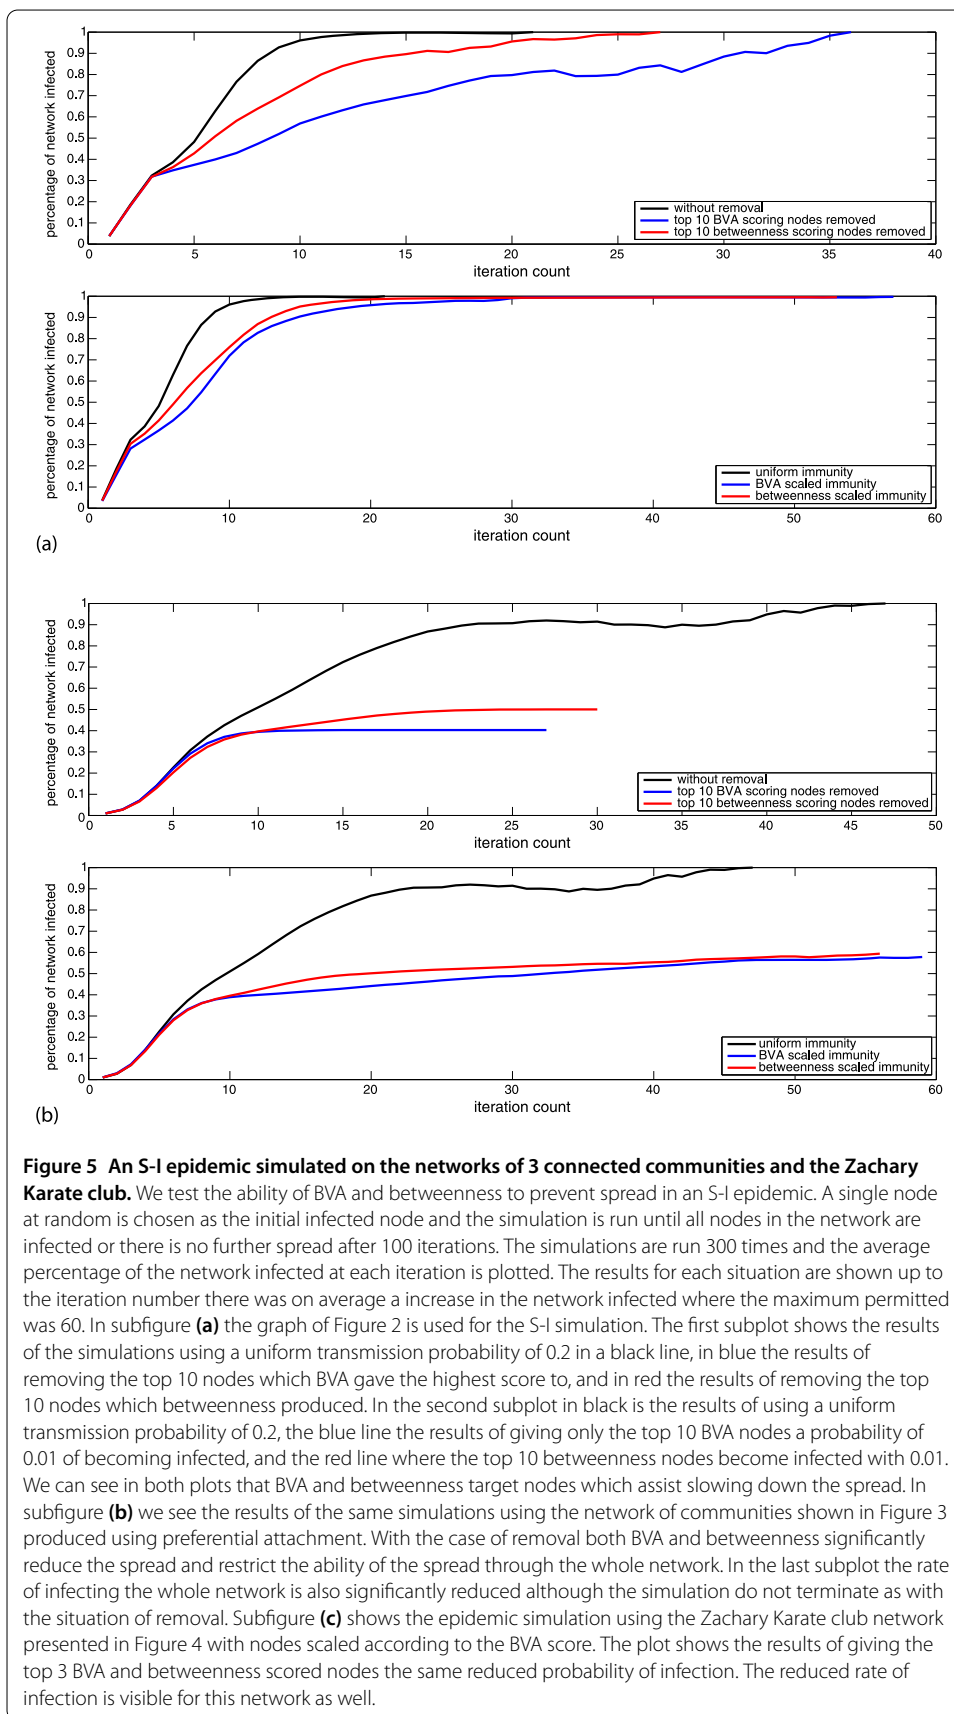 1
0.9
0.8
0.7
0.6
0.5
0.4
0.3
0.2
0.1
0
percentage of network infected
without removal
top 10 BVA scoring nodes removed
top 10 betweenness scoring nodes removed
5 10 15 20 25 30 35 40
iteration count
1
0.9
0.8
0.7
0.6
0.5
0.4
0.3
0.2
0.1
0
percentage of network infected
uniform immunity
BVA scaled immunity
betweenness scaled immunity
0 10 20 30 40 50 60
iteration count
(a)
1
0.9
0.8
0.7
0.6
0.5
0.4
0.3
0.2
0.1
0
percentage of network infected
without removal
top 10 BVA scoring nodes removed
top 10 betweenness scoring nodes removed
5 10 15 20 25 30 35 40 45 50
iteration count
1
0.9
0.8
0.7
0.6
0.5
0.4
0.3
0.2
0.1
0
percentage of network infected
uniform immunity
BVA scaled immunity
betweenness scaled immunity
0 10 20 30 40 50 60
iteration count
(b)
Figure 5 An S-I epidemic simulated on the networks of 3 connected communities and the Zachary
Karate club. We test the ability of BVA and betweenness to prevent spread in an S-I epidemic. A single node
at random is chosen as the initial infected node and the simulation is run until all nodes in the network are
infected or there is no further spread after 100 iterations. The simulations are run 300 times and the average
percentage of the network infected at each iteration is plotted. The results for each situation are shown up to
the iteration number there was on average a increase in the network infected where the maximum permitted
was 60. In subfigure (a) the graph of Figure 2 is used for the S-I simulation. The first subplot shows the results
of the simulations using a uniform transmission probability of 0.2 in a black line, in blue the results of
removing the top 10 nodes which BVA gave the highest score to, and in red the results of removing the top
10 nodes which betweenness produced. In the second subplot in black is the results of using a uniform
transmission probability of 0.2, the blue line the results of giving only the top 10 BVA nodes a probability of
0.01 of becoming infected, and the red line where the top 10 betweenness nodes become infected with 0.01.
We can see in both plots that BVA and betweenness target nodes which assist slowing down the spread. In
subfigure (b) we see the results of the same simulations using the network of communities shown in Figure 3
produced using preferential attachment. With the case of removal both BVA and betweenness significantly
reduce the spread and restrict the ability of the spread through the whole network. In the last subplot the rate
of infecting the whole network is also significantly reduced although the simulation do not terminate as with
the situation of removal. Subfigure (c) shows the epidemic simulation using the Zachary Karate club network
presented in Figure 4 with nodes scaled according to the BVA score. The plot shows the results of giving the
top 3 BVA and betweenness scored nodes the same reduced probability of infection. The reduced rate of
infection is visible for this network as well.